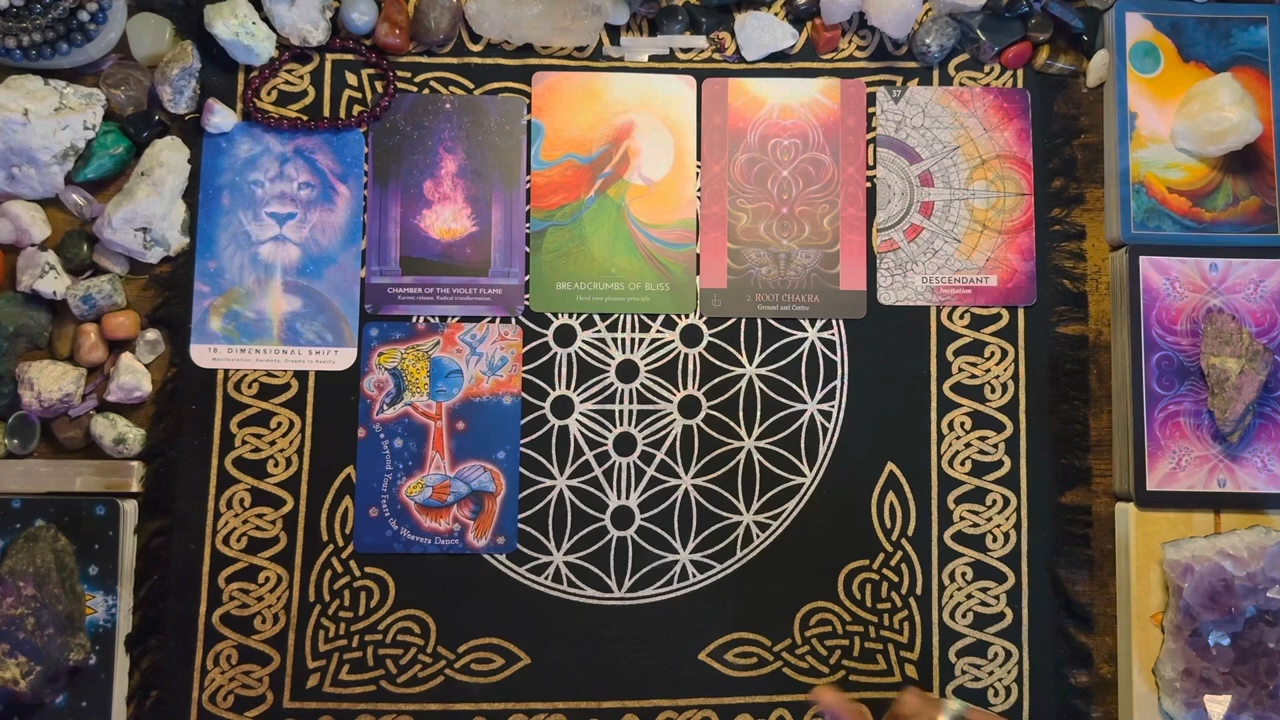 18. DIMENSIONAL SHIFT
Manifestation, Harmonic, Dreams to Reality
CHAMBER OF THE VIOLET FLAME
Karmic release. Radical transformation.
BREADCRUMBS OF BLISS
Heed your pleasure principle
2. ROOT CHAKRA
Ground and Centre
37
DESCENDANT
Invitation
Beyond Your Fears the Weavers Dance